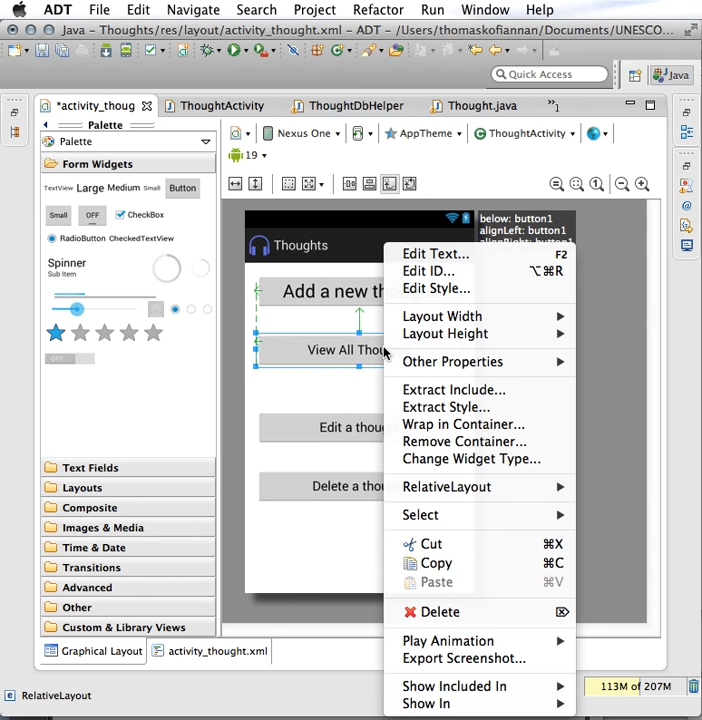 ADT File Edit Navigate Search Project Refactor Run Window Help
Java – Thoughts/res/layout/activity_thought.xml – ADT – /Users/thomaskofiannan/Documents/UNESCO...
Quick Access
Java
*activity_thoug
ThoughtActivity
ThoughtDbHelper
Thought.java
»1
Palette
Palette
Form Widgets
TextView Large Medium Small Button
Small OFF CheckBox
RadioButton CheckedTextView
Spinner
Sub Item
OFF
Text Fields
Layouts
Composite
Images & Media
Time & Date
Transitions
Advanced
Other
Custom & Library Views
Nexus One
AppTheme
ThoughtActivity
19
Thoughts
below: button1
alignLeft: button1
alignRight: button1
Add a new th
View All Thou
Edit a thoug
Delete a thou
Edit Text... F2
Edit ID... ⌥⌘R
Edit Style...
Layout Width
Layout Height
Other Properties
Extract Include...
Extract Style...
Wrap in Container...
Remove Container...
Change Widget Type...
RelativeLayout
Select
Cut ⌘X
Copy ⌘C
Paste ⌘V
Delete ⌦
Play Animation
Export Screenshot...
Show Included In
Show In
Graphical Layout
activity_thought.xml
RelativeLayout
113M of 207M